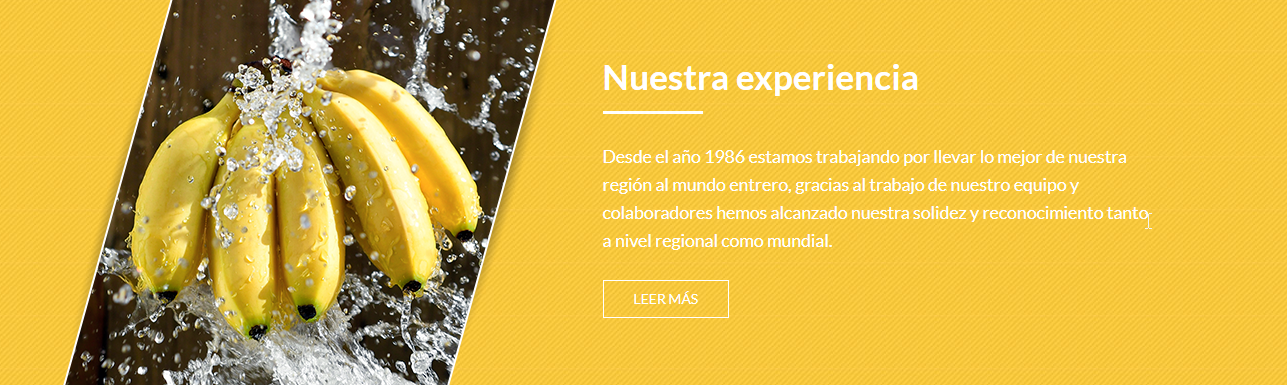 Nuestra experiencia
Desde el año 1986 estamos trabajando por llevar lo mejor de nuestra
región al mundo entrero, gracias al trabajo de nuestro equipo y
colaboradores hemos alcanzado nuestra solidez y reconocimiento tanto
a nivel regional como mundial.
LEER MÁS